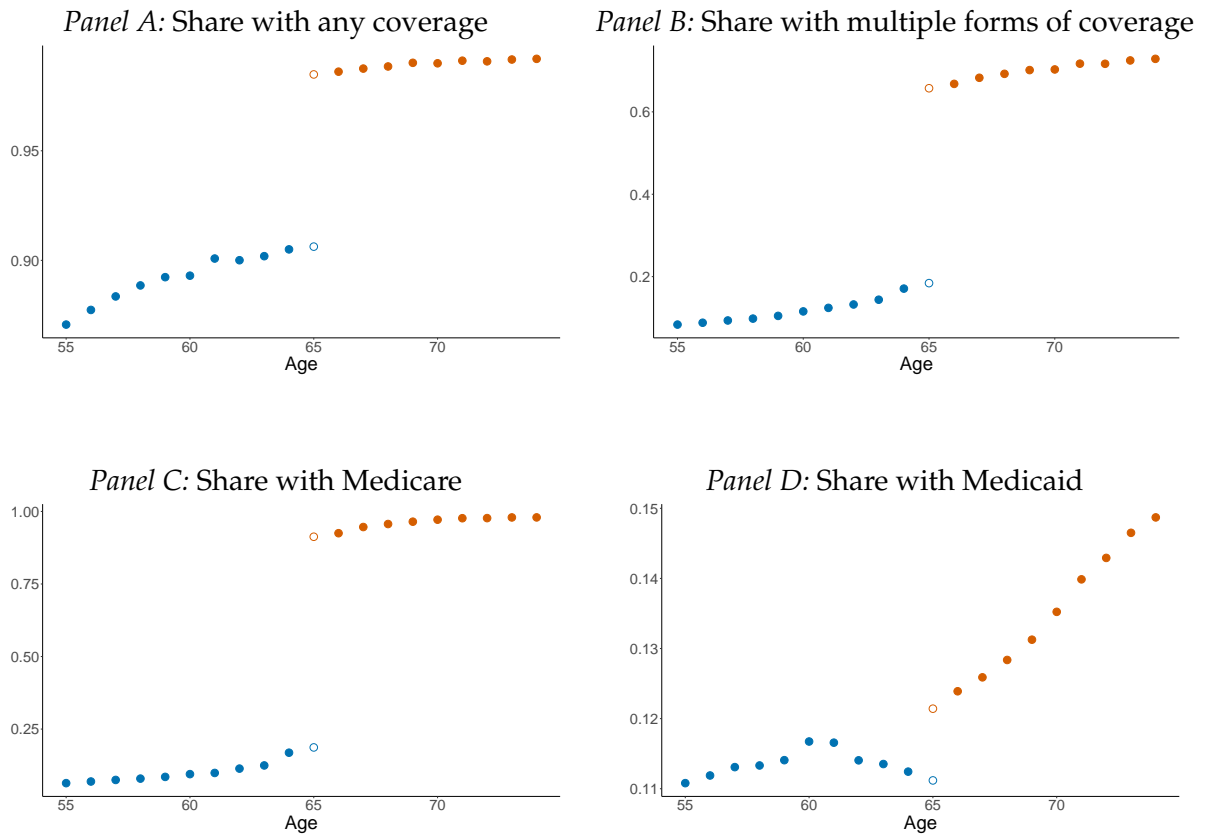 Panel A: Share with any coverage
0.95
0.90
55 60 65 70
Age
Panel B: Share with multiple forms of coverage
0.6
0.4
0.2
55 60 65 70
Age
Panel C: Share with Medicare
1.00
0.75
0.50
0.25
55 60 65 70
Age
Panel D: Share with Medicaid
0.15
0.14
0.13
0.12
0.11
55 60 65 70
Age